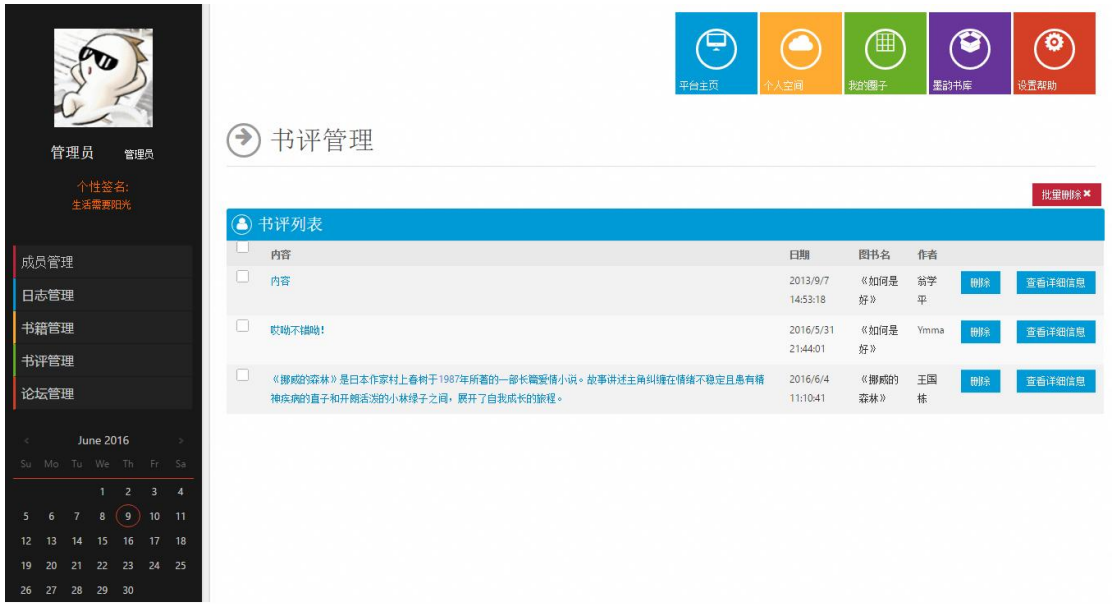 平台主页
个人空间
我的圈子
墨韵书库
设置帮助
管理员 管理员
个性签名:
生活需要阳光
成员管理
日志管理
书籍管理
书评管理
论坛管理
June 2016
Su Mo Tu We Th Fr Sa
1 2 3 4
5 6 7 8 9 10 11
12 13 14 15 16 17 18
19 20 21 22 23 24 25
26 27 28 29 30
书评管理
批量删除
书评列表
内容 日期 图书名 作者
内容 2013/9/7 《如何是 翁学 删除 查看详细信息
14:53:18 好》 平
哎呦不错呦! 2016/5/31 《如何是 Ymma 删除 查看详细信息
21:44:01 好》
《挪威的森林》是日本作家村上春树于1987年所著的一部长篇爱情小说。故事讲述主角纠缠在情绪不稳定且患有精 2016/6/4 《挪威的 王国 删除 查看详细信息
神疾病的直子和开朗活泼的小林绿子之间，展开了自我成长的旅程。 11:10:41 森林》 栋